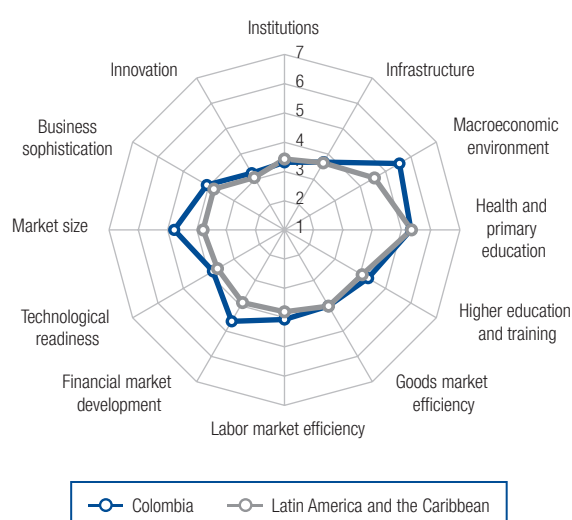 Institutions
Infrastructure
Macroeconomic
environment
Health and
primary
education
Higher education
and training
Goods market
efficiency
Labor market efficiency
Financial market
development
Technological
readiness
Market size
Business
sophistication
Innovation
7
6
5
4
3
2
1
Colombia
Latin America and the Caribbean